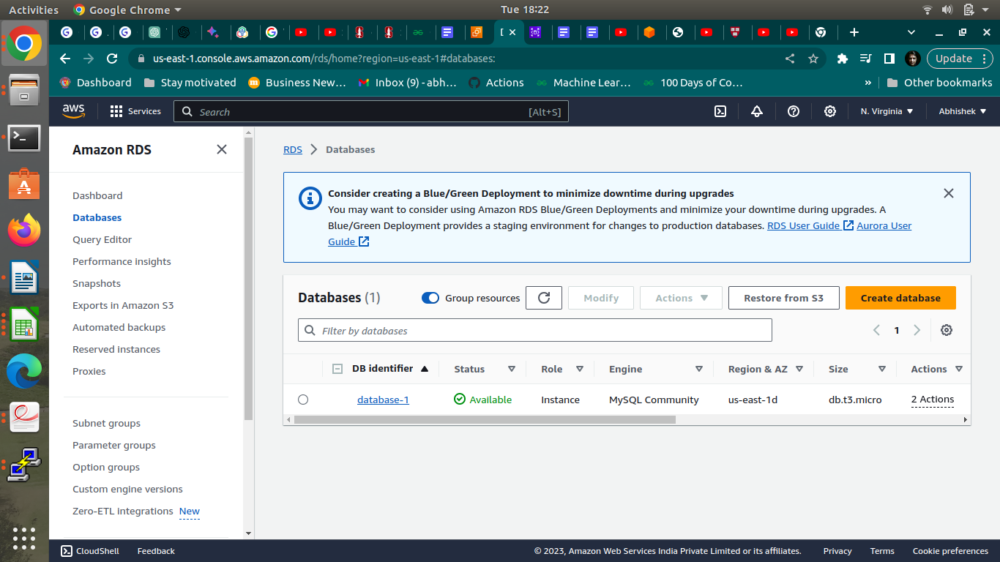 Activities Google Chrome Tue 18:22
[
us-east-1.console.aws.amazon.com/rds/home?region=us-east-1#databases: Update
Dashboard Stay motivated Business New… Inbox (9) - abh… Actions Machine Lear… 100 Days of Co… » Other bookmarks
aws Services Search [Alt+S] N. Virginia Abhishek
Amazon RDS
Dashboard
Databases
Query Editor
Performance insights
Snapshots
Exports in Amazon S3
Automated backups
Reserved instances
Proxies
Subnet groups
Parameter groups
Option groups
Custom engine versions
Zero-ETL integrations New
RDS Databases
Consider creating a Blue/Green Deployment to minimize downtime during upgrades
You may want to consider using Amazon RDS Blue/Green Deployments and minimize your downtime during upgrades. A
Blue/Green Deployment provides a staging environment for changes to production databases. RDS User Guide Aurora User
Guide
Databases (1) Group resources Modify Actions Restore from S3 Create database
Filter by databases 1
DB identifier Status Role Engine Region & AZ Size Actions
database-1 Available Instance MySQL Community us-east-1d db.t3.micro 2 Actions
CloudShell Feedback © 2023, Amazon Web Services India Private Limited or its affiliates. Privacy Terms Cookie preferences